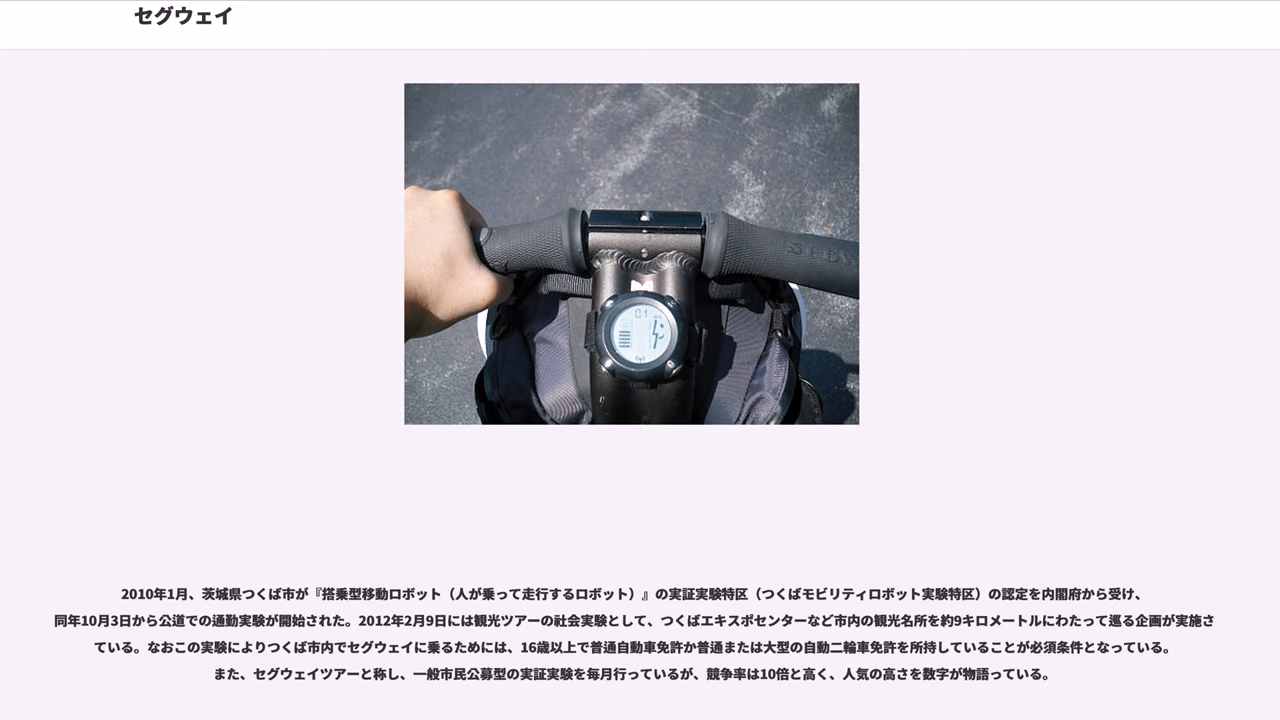 セグウェイ
01
2010年1月、茨城県つくば市が『搭乗型移動ロボット（人が乗って走行するロボット）』の実証実験特区（つくばモビリティロボット実験特区）の認定を内閣府から受け、
同年10月3日から公道での通勤実験が開始された。2012年2月9日には観光ツアーの社会実験として、つくばエキスポセンターなど市内の観光名所を約9キロメートルにわたって巡る企画が実施さ
ている。なおこの実験によりつくば市内でセグウェイに乗るためには、16歳以上で普通自動車免許か普通または大型の自動二輪車免許を所持していることが必須条件となっている。
また、セグウェイツアーと称し、一般市民公募型の実証実験を毎月行っているが、競争率は10倍と高く、人気の高さを数字が物語っている。